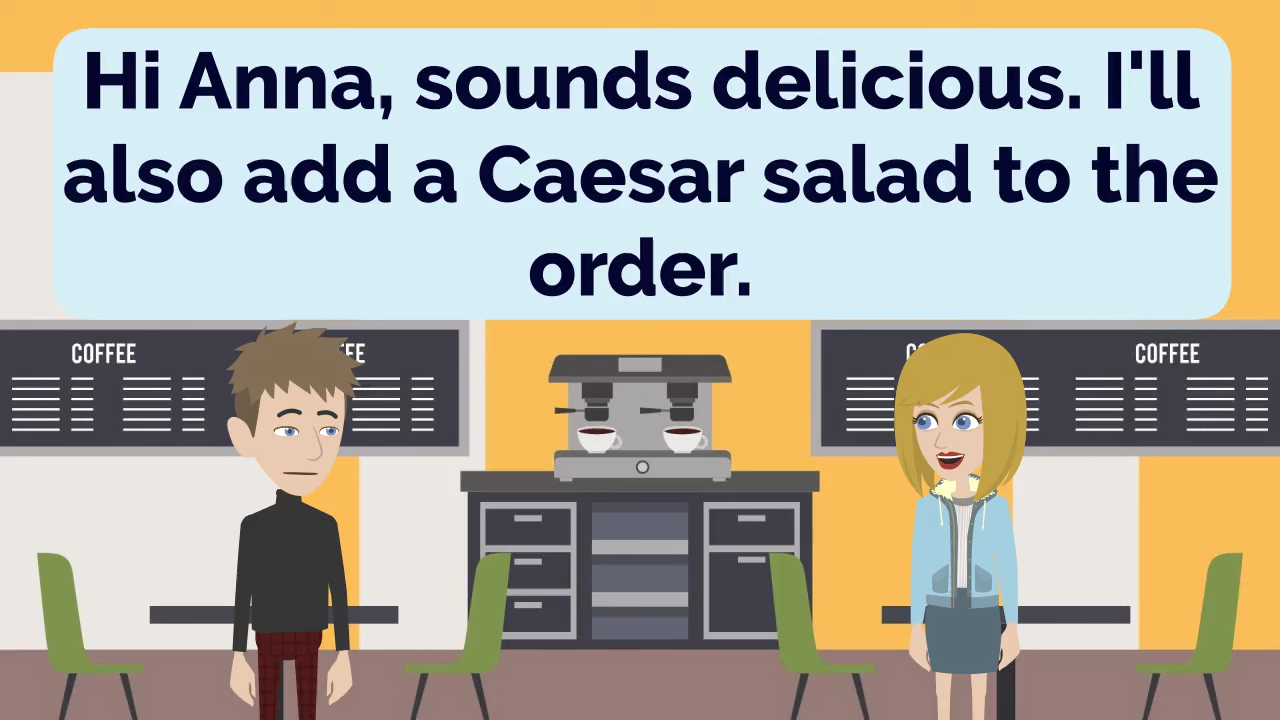 Hi Anna, sounds delicious. I'll
also add a Caesar salad to the
order.
COFFEE
COFFEE